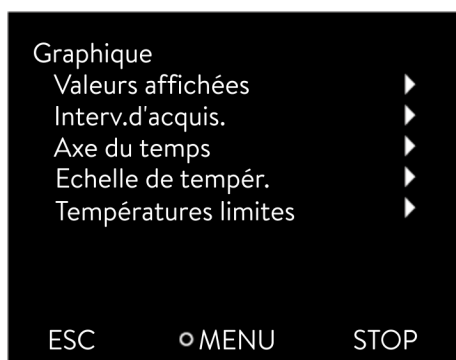 Graphique
Valeurs affichées
Interv.d'acquis.
Axe du temps
Echelle de tempér.
Températures limites
ESC MENU STOP